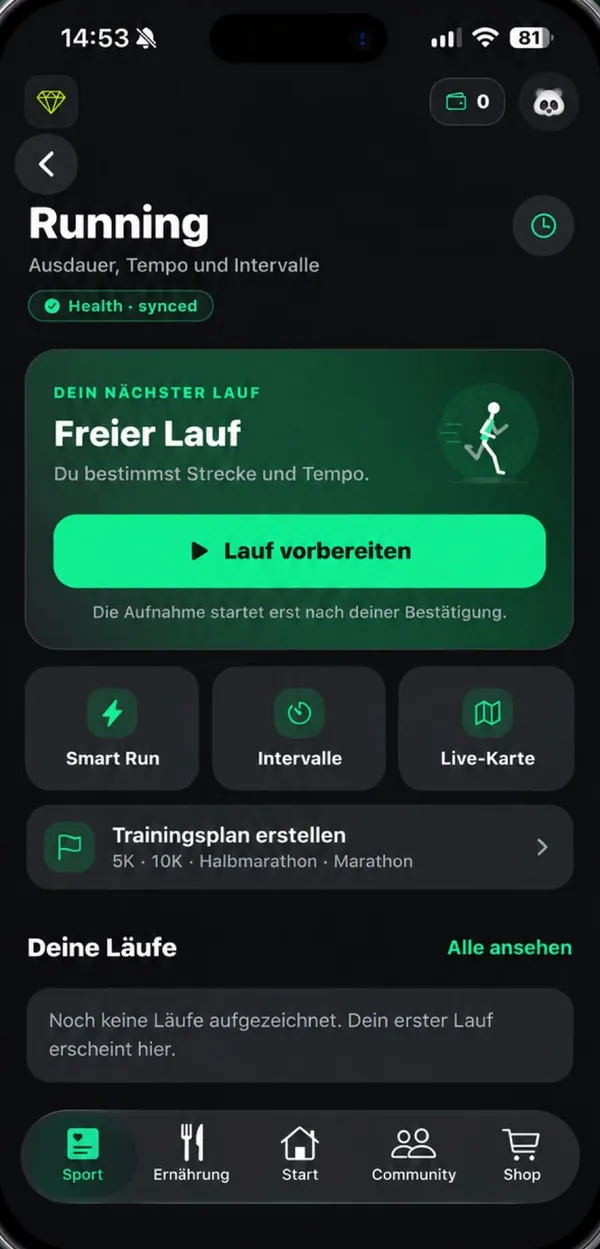 14:53
81
0
Running
Ausdauer, Tempo und Intervalle
Health · synced
DEIN NÄCHSTER LAUF
Freier Lauf
Du bestimmst Strecke und Tempo.
Lauf vorbereiten
Die Aufnahme startet erst nach deiner Bestätigung.
Smart Run
Intervalle
Live-Karte
Trainingsplan erstellen
5K · 10K · Halbmarathon · Marathon
Deine Läufe
Alle ansehen
Noch keine Läufe aufgezeichnet. Dein erster Lauf
erscheint hier.
Sport
Ernährung
Start
Community
Shop